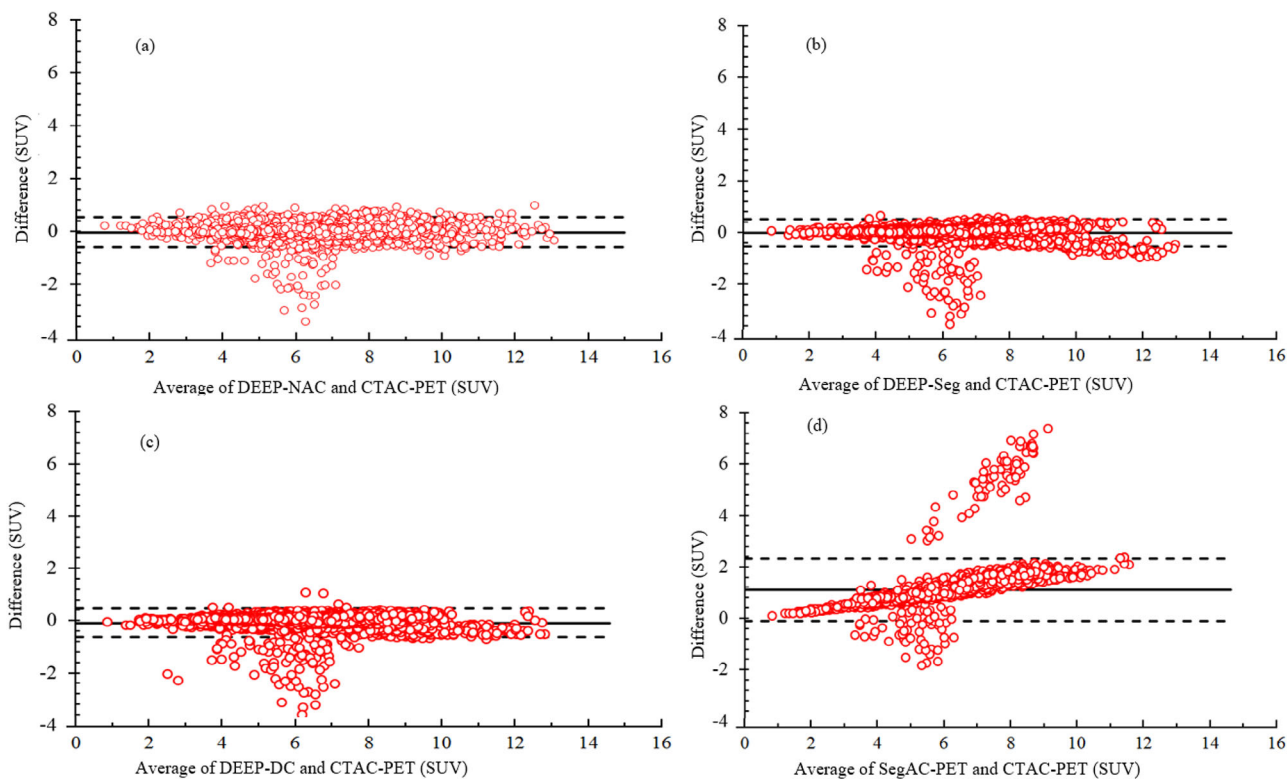 8
(a)
6
4
Difference (SUV)
2
0
-2
-4
0 2 4 6 8 10 12 14 16
Average of DEEP-NAC and CTAC-PET (SUV)
8
(b)
6
4
Difference (SUV)
2
0
-2
-4
0 2 4 6 8 10 12 14 16
Average of DEEP-Seg and CTAC-PET (SUV)
8
(c)
6
4
Difference (SUV)
2
0
-2
-4
0 2 4 6 8 10 12 14 16
Average of DEEP-DC and CTAC-PET (SUV)
8
(d)
6
4
Difference (SUV)
2
0
-2
-4
0 2 4 6 8 10 12 14 16
Average of SegAC-PET and CTAC-PET (SUV)